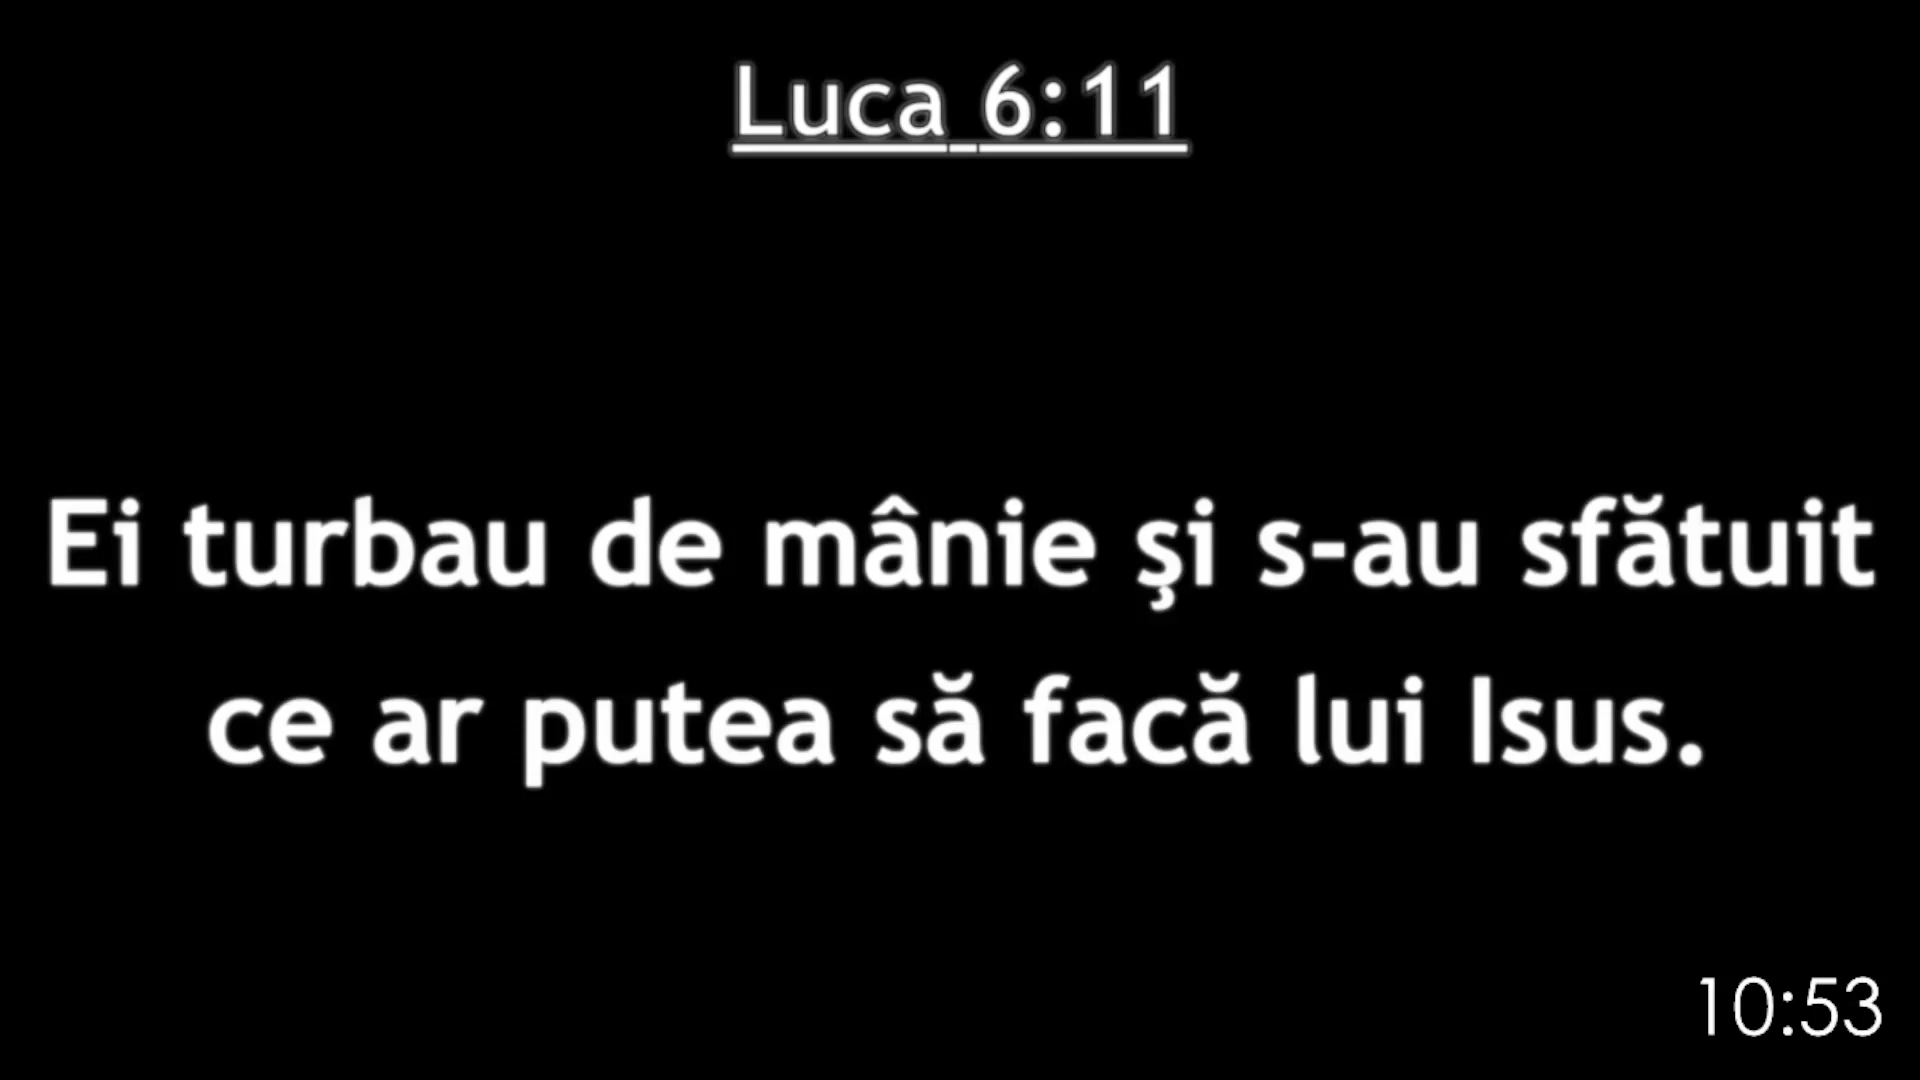 Luca 6:11
Ei turbau de mânie şi s-au sfătuit
ce ar putea să facă lui Isus.
10:53